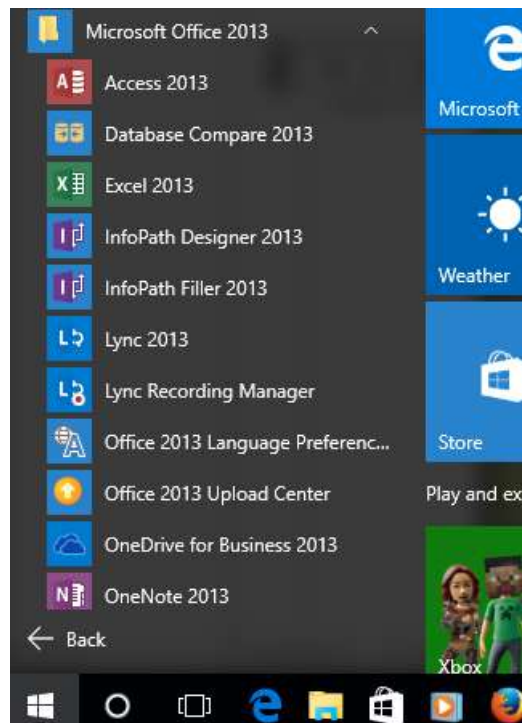 Microsoft Office 2013
Access 2013
Database Compare 2013
Excel 2013
InfoPath Designer 2013
InfoPath Filler 2013
Lync 2013
Lync Recording Manager
Office 2013 Language Preferenc...
Office 2013 Upload Center
OneDrive for Business 2013
OneNote 2013
Back
Microsoft
Weather
Store
Play and ex
Xbox